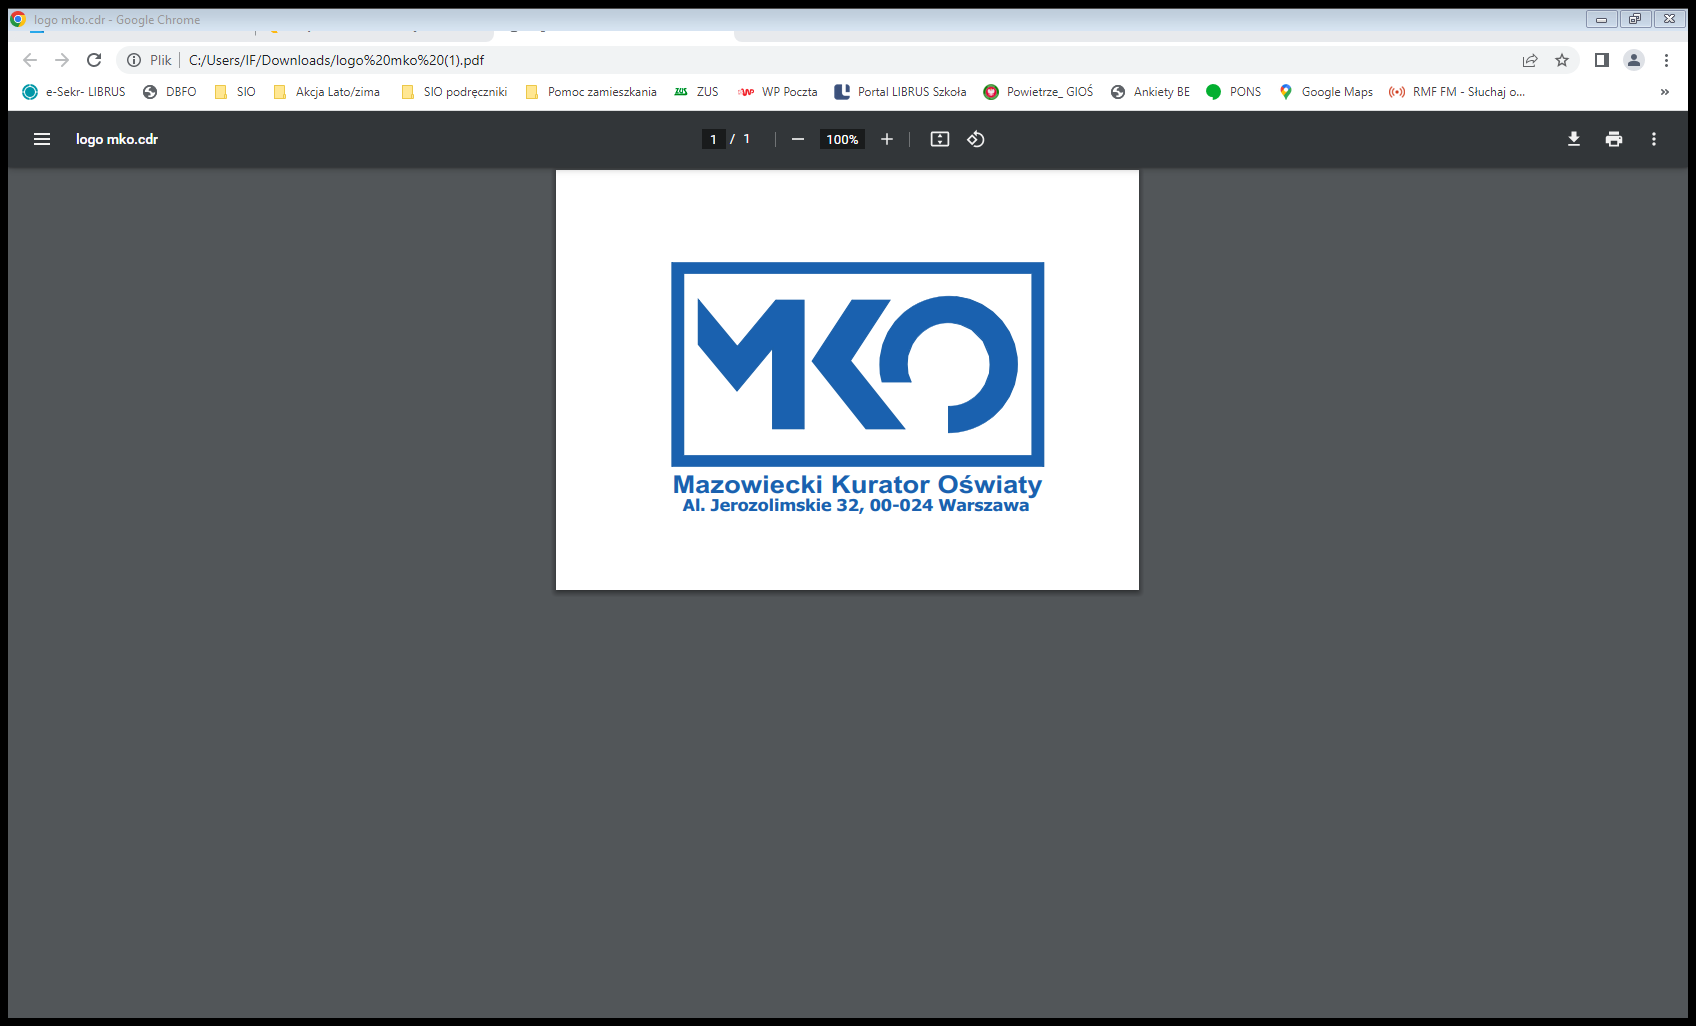 logo mko.cdr - Google Chrome
Plik C:/Users/IF/Downloads/logo%20mko%20(1).pdf
e-Sekr- LIBRUS DBFO SIO Akcja Lato/zima SIO podręczniki Pomoc zamieszkania ZUS ZUS WP WP Poczta Portal LIBRUS Szkoła Powietrze_ GIOŚ Ankiety BE PONS Google Maps RMF FM - Słuchaj o... »
logo mko.cdr 1 / 1 100%
MKO
Mazowiecki Kurator Oświaty
Al. Jerozolimskie 32, 00-024 Warszawa